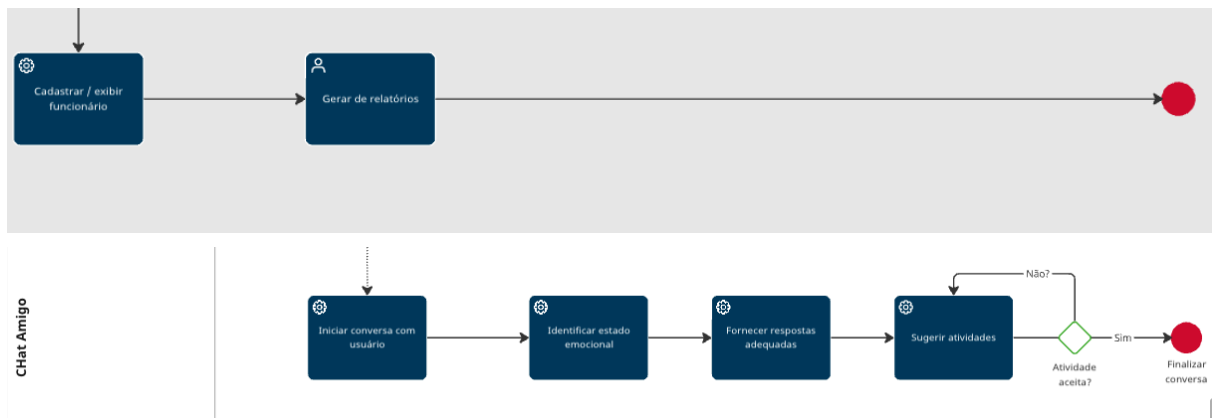 Cadastrar / exibir
funcionário
Gerar de relatórios
CHat Amigo
Iniciar conversa com
usuário
Identificar estado
emocional
Fornecer respostas
adequadas
Sugerir atividades
Não?
Atividade
aceita?
Sim
Finalizar
conversa